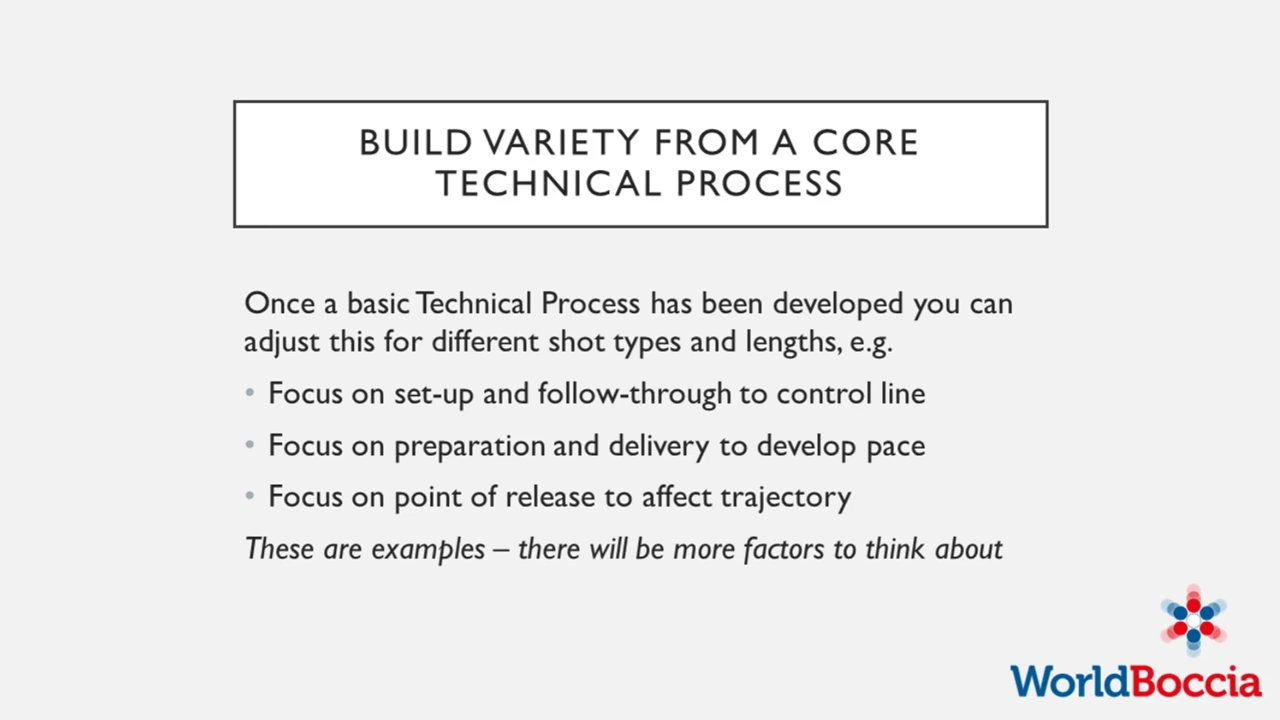 BUILD VARIETY FROM A CORE
TECHNICAL PROCESS
Once a basic Technical Process has been developed you can
adjust this for different shot types and lengths, e.g.
• Focus on set-up and follow-through to control line
• Focus on preparation and delivery to develop pace
• Focus on point of release to affect trajectory
These are examples – there will be more factors to think about
WorldBoccia